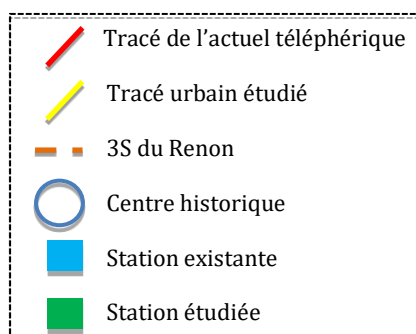 Tracé de l’actuel téléphérique
Tracé urbain étudié
3S du Renon
Centre historique
Station existante
Station étudiée